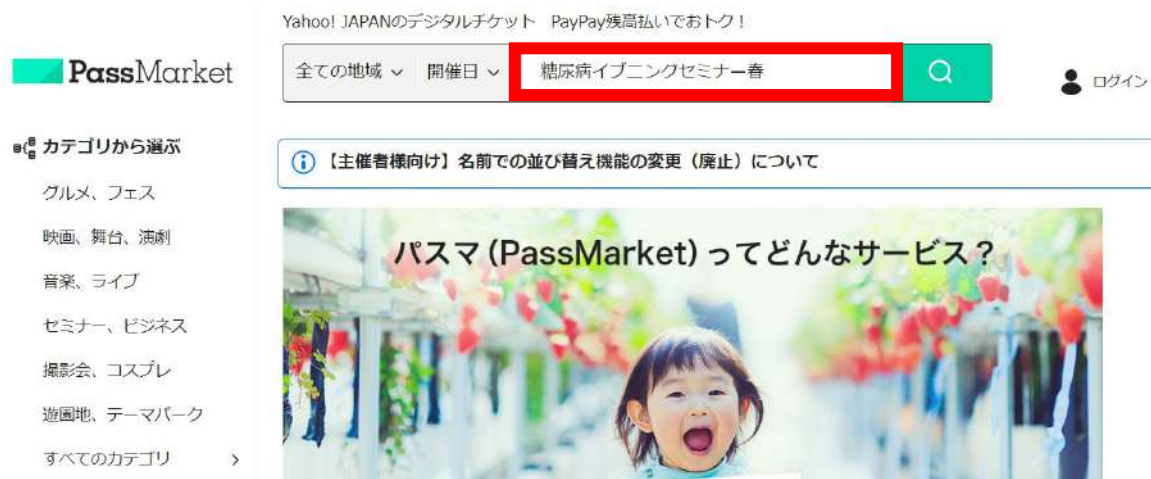 Yahoo! JAPANのデジタルチケット PayPay残高払いでおトク!
PassMarket
全ての地域 開催日 糖尿病イブニングセミナー春
ログイン
カテゴリから選ぶ
【主催者様向け】名前での並び替え機能の変更（廃止）について
グルメ、フェス
映画、舞台、演劇
音楽、ライブ
セミナー、ビジネス
撮影会、コスプレ
遊園地、テーマパーク
すべてのカテゴリ
パスマ(PassMarket)ってどんなサービス?